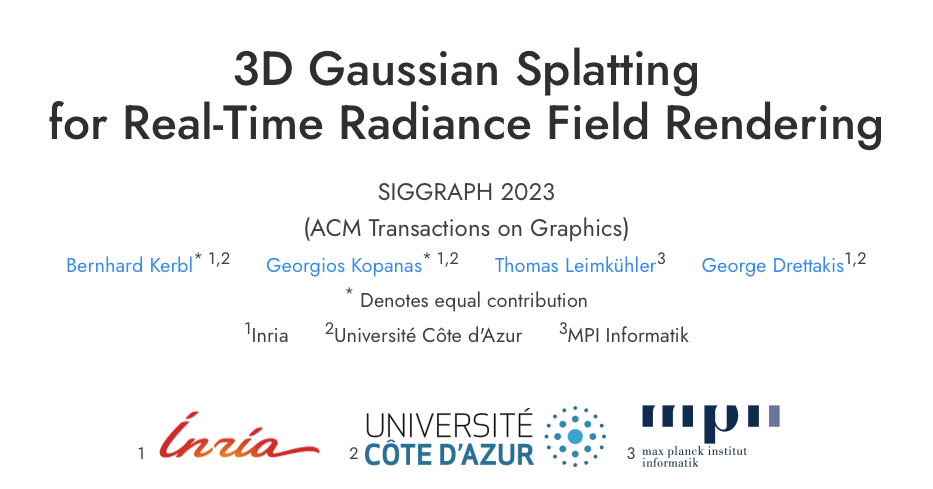 3D Gaussian Splatting
for Real-Time Radiance Field Rendering
SIGGRAPH 2023
(ACM Transactions on Graphics)
Bernhard Kerbl* 1,2 Georgios Kopanas* 1,2 Thomas Leimkühler3 George Drettakis1,2
* Denotes equal contribution
1Inria 2Université Côte d'Azur 3MPI Informatik
1 Inria
2 UNIVERSITÉ
CÔTE D'AZUR
3 mpii
max planck institut
informatik